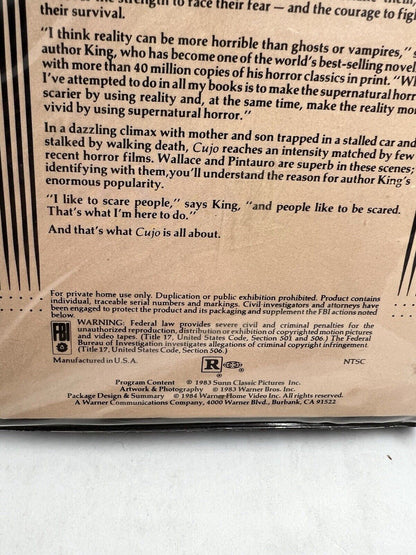 the strength to face their fear — and the courage to figh
their survival.
"I think reality can be more horrible than ghosts or vampires," s
author King, who has become one of the world's best-selling novel
with more than 40 million copies of his horror classics in print. "Wh
I've attempted to do in all my books is to make the supernatural horr
scarier by using reality and, at the same time, make the reality mor
vivid by using supernatural horror."
In a dazzling climax with mother and son trapped in a stalled car and
stalked by walking death, Cujo reaches an intensity matched by few
recent horror films. Wallace and Pintauro are superb in these scenes;
identifying with them, you'll understand the reason for author King's
enormous popularity.
"I like to scare people," says King, "and people like to be scared.
That's what I'm here to do."
And that's what Cujo is all about.
For private home use only. Duplication or public exhibition prohibited. Product contains
individual, traceable serial numbers and markings. Civil investigators and attorneys have
been engaged to protect the product and its packaging and supplement the FBI actions noted
below.
FBI
WARNING: Federal law provides severe civil and criminal penalties for the
unauthorized reproduction, distribution or exhibition of copyrighted motion pictures
and video tapes. (Title 17, United States Code, Section 501 and 506.) The Federal
Bureau of Investigation investigates allegations of criminal copyright infringement.
(Title 17, United States Code, Section 506.)
Manufactured in U.S.A.
R
NTSC
Program Content © 1983 Sunn Classic Pictures Inc.
Artwork & Photography © 1983 Warner Bros. Inc.
Package Design & Summary © 1984 Warner Home Video Inc. All rights reserved.
A Warner Communications Company, 4000 Warner Blvd., Burbank, CA 91522